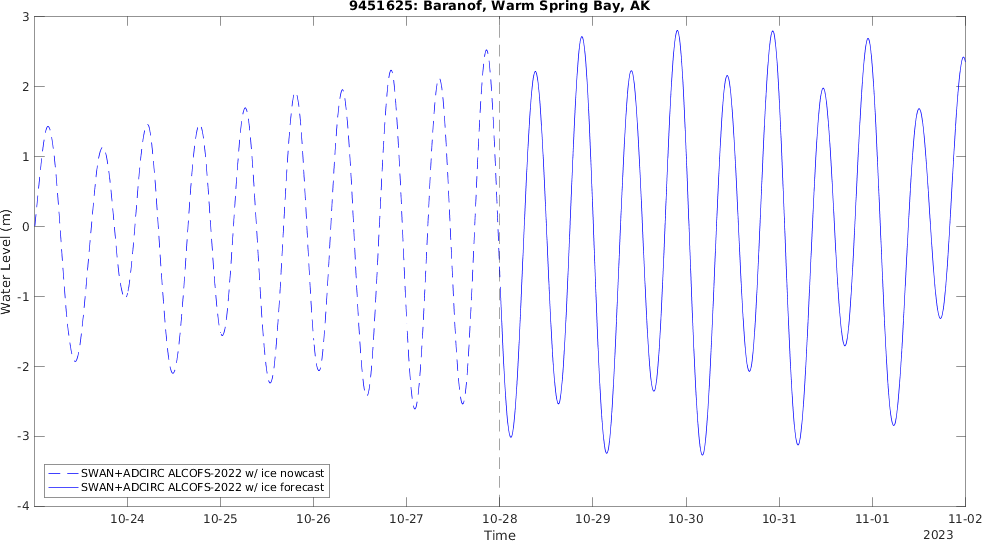 9451625: Baranof, Warm Spring Bay, AK
3
2
1
0
-1
-2
-3
-4
Water Level (m)
SWAN+ADCIRC ALCOFS-2022 w/ ice nowcast
SWAN+ADCIRC ALCOFS-2022 w/ ice forecast
10-24 10-25 10-26 10-27 10-28 10-29 10-30 10-31 11-01 11-02
Time
2023